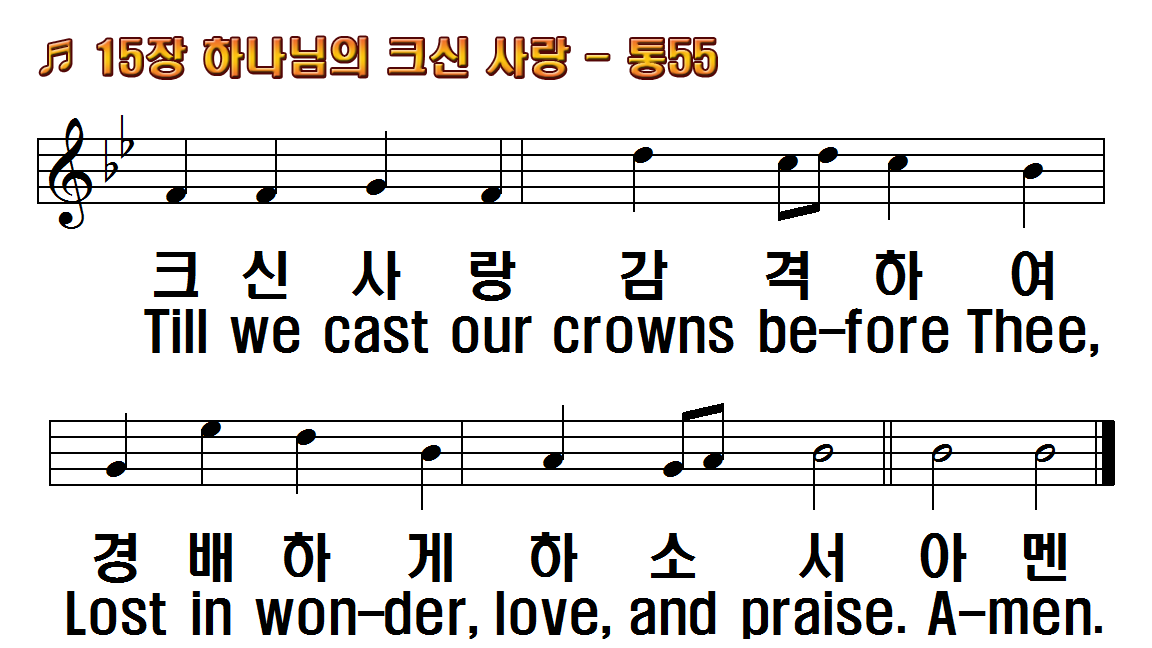 ♬ 15장 하나님의 크신 사랑 - 통55
크 신 사 랑 감 격 하 여
Till we cast our crowns be-fore Thee,
경 배 하 게 하 소 서 아 멘
Lost in won-der, love, and praise. A-men.